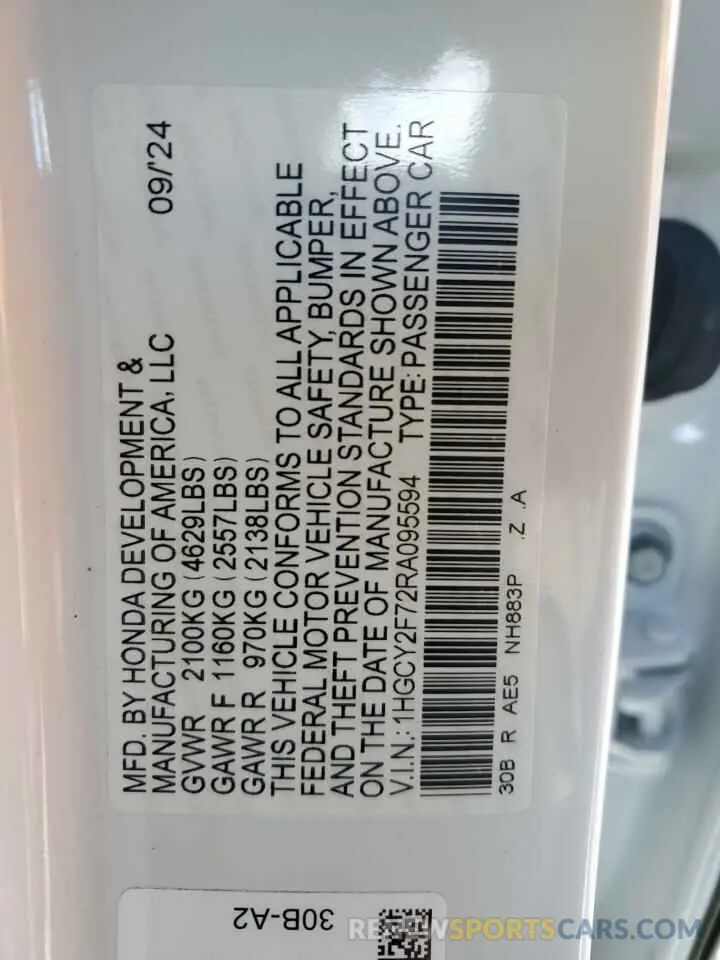 MFD. BY HONDA DEVELOPMENT &
MANUFACTURING OF AMERICA, LLC 09/'24
GVWR 2100KG (4629LBS)
GAWR F 1160KG (2557LBS)
GAWR R 970KG (2138LBS)
THIS VEHICLE CONFORMS TO ALL APPLICABLE
FEDERAL MOTOR VEHICLE SAFETY, BUMPER,
AND THEFT PREVENTION STANDARDS IN EFFECT
ON THE DATE OF MANUFACTURE SHOWN ABOVE.
V.I.N.: 1HGCY2F72RA095594 TYPE: PASSENGER CAR
30B R AE5 NH883P .Z .A
30B-A2
REVIEWSPORTSCARS.COM